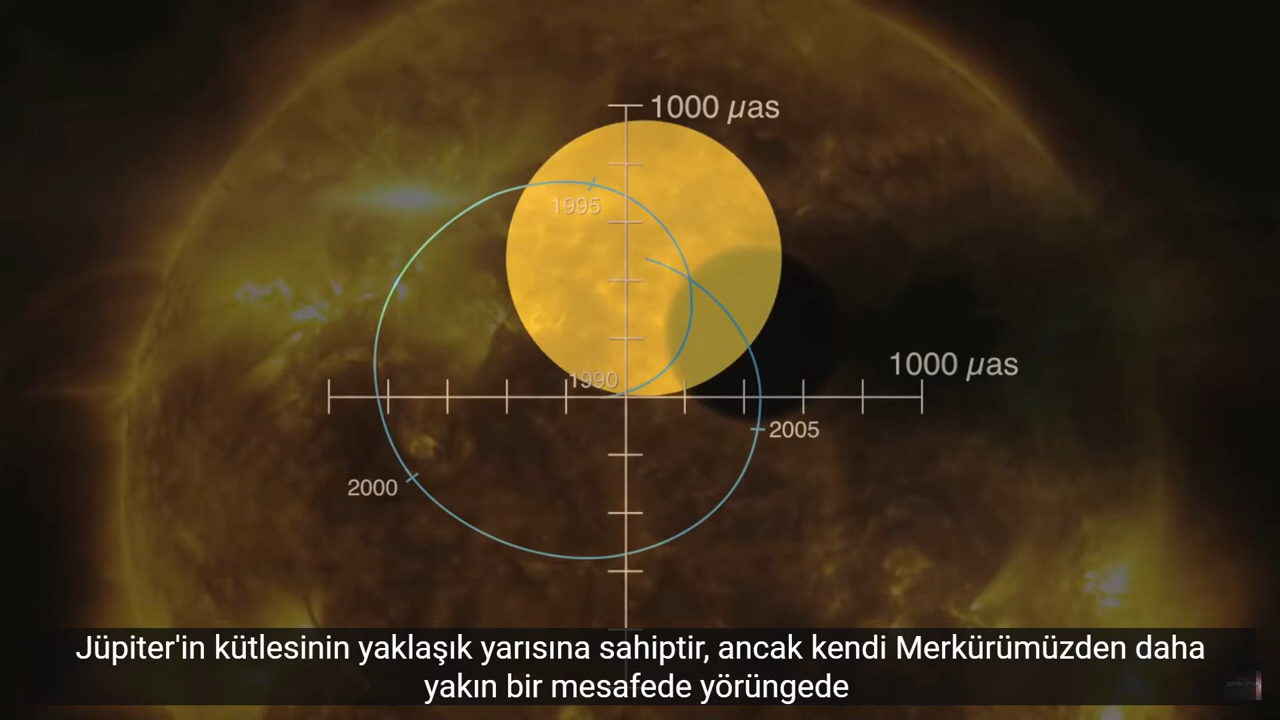 1000 µas
1995
1000 µas
1990
2005
2000
Jüpiter'in kütlesinin yaklaşık yarısına sahiptir, ancak kendi Merkürümüzden daha
yakın bir mesafede yörüngede